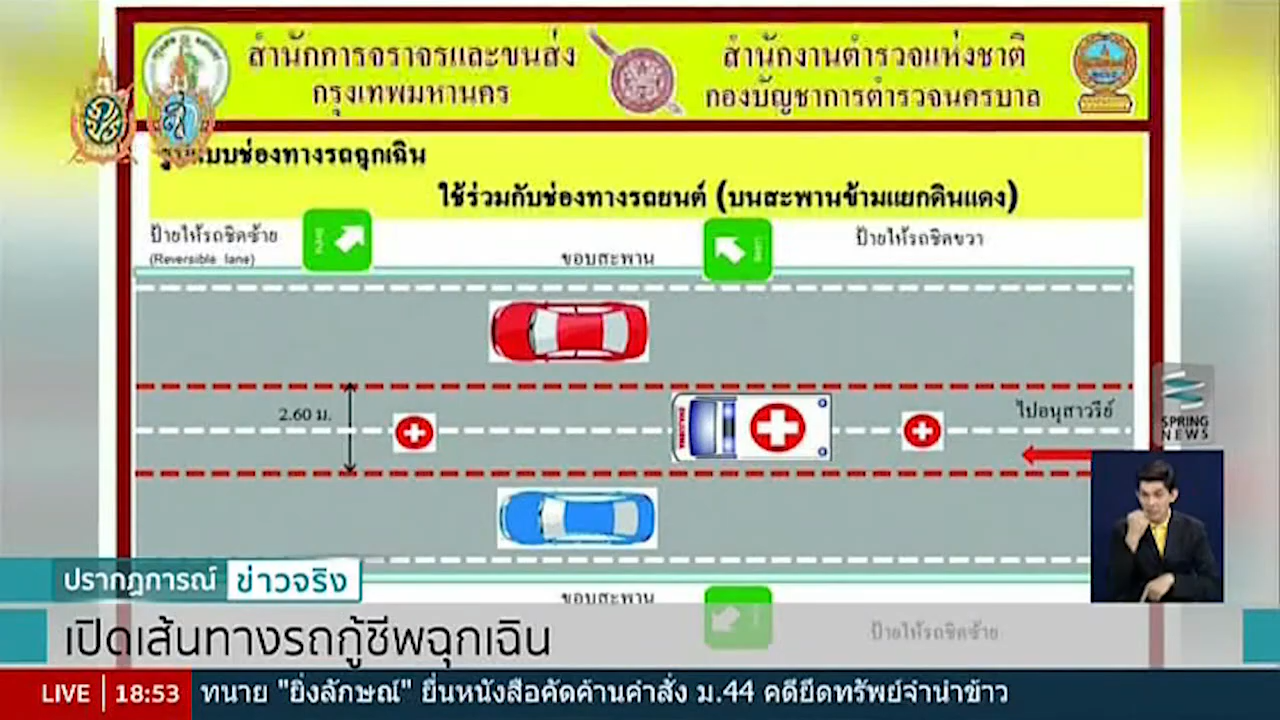 สำนักการจราจรและขนส่ง
กรุงเทพมหานคร
สำนักงานตำรวจแห่งชาติ
กองบัญชาการตำรวจนครบาล
รูปแบบช่องทางรถฉุกเฉิน
ใช้ร่วมกับช่องทางรถยนต์ (บนสะพานข้ามแยกดินแดง)
ป้ายให้รถชิดซ้าย
(Reversible lane)
ขอบสะพาน
ป้ายให้รถชิดขวา
2.60 ม.
ไปอนุสาวรีย์
SPRING
NEWS
ขอบสะพาน
ป้ายให้รถชิดซ้าย
ปรากฏการณ์ ข่าวจริง
เปิดเส้นทางรถกู้ชีพฉุกเฉิน
LIVE 18:53 ทนาย "ยิ่งลักษณ์" ยื่นหนังสือคัดค้านคำสั่ง ม.44 คดียึดทรัพย์จำนำข้าว